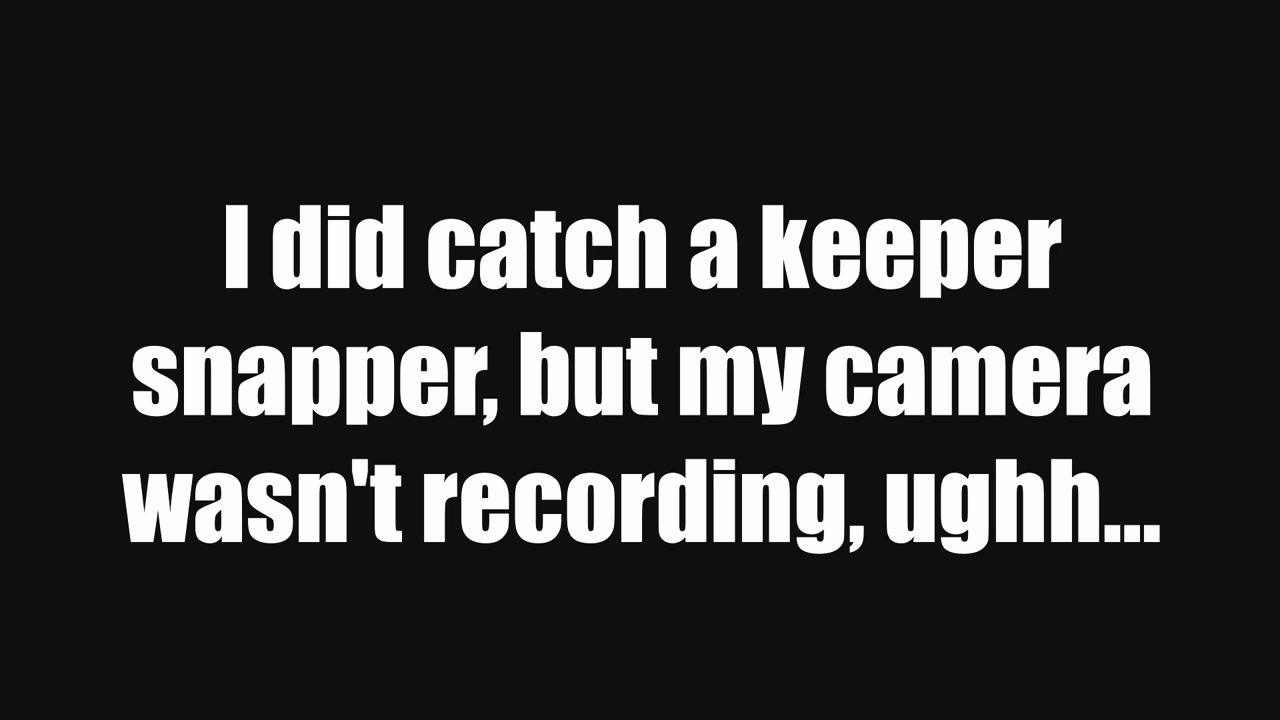 I did catch a keeper
snapper, but my camera
wasn't recording, ughh...